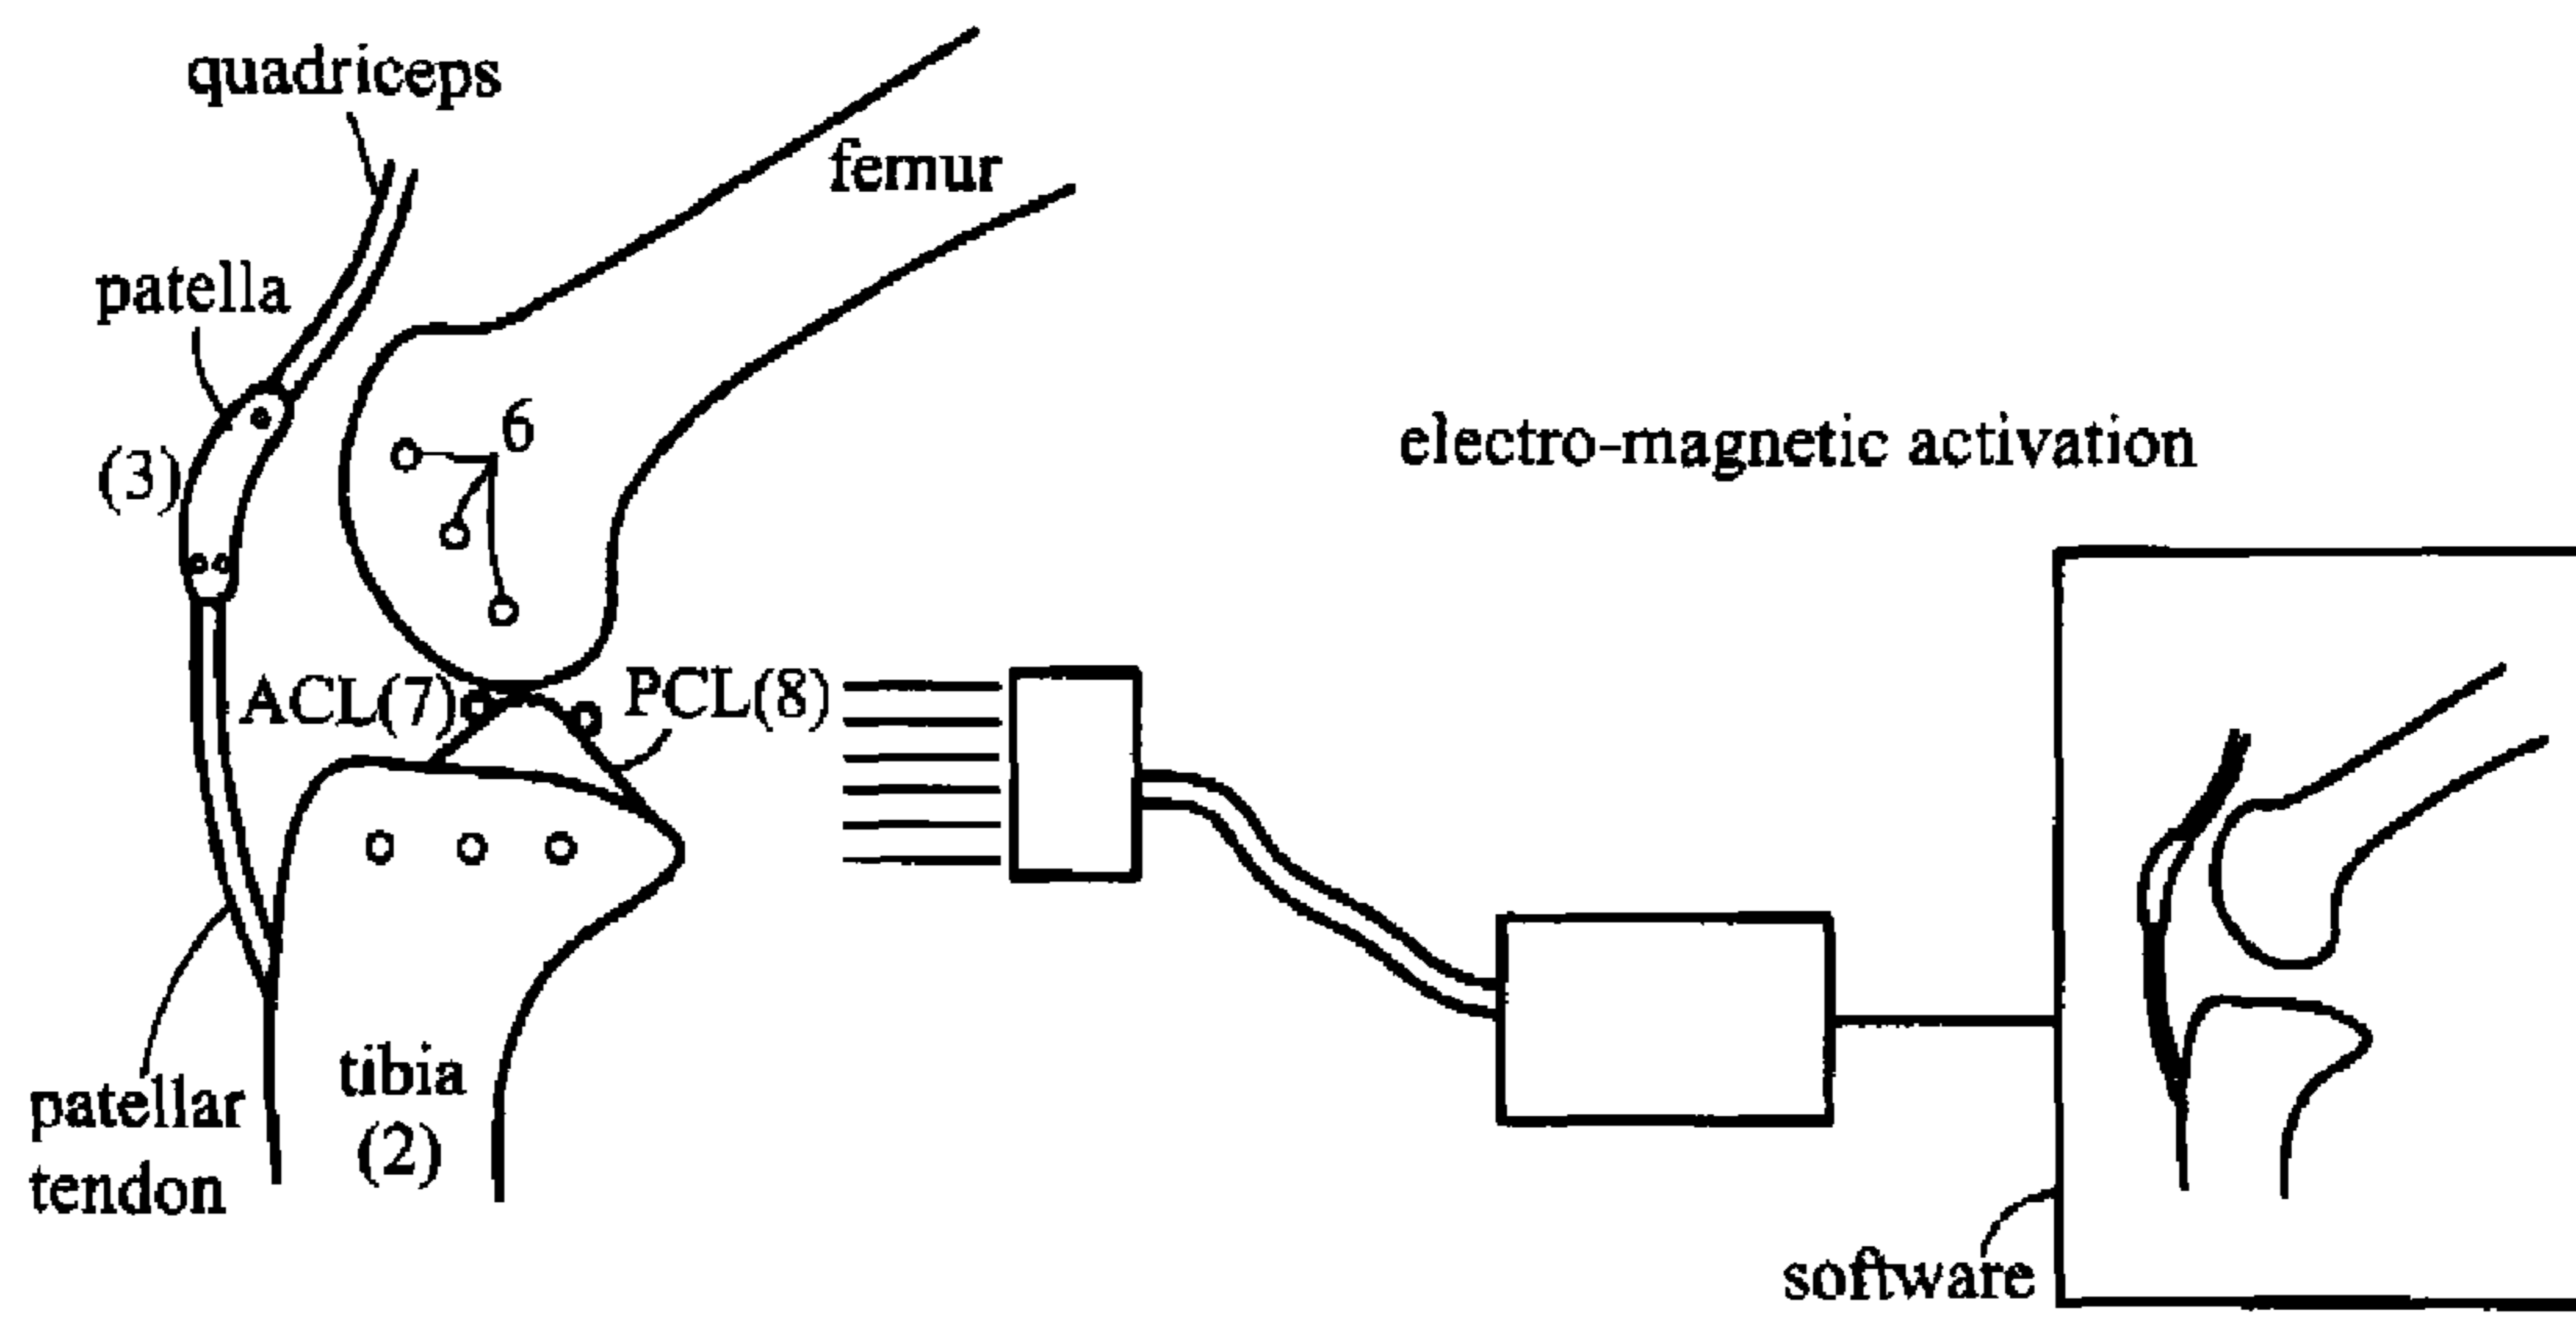 quadriceps
femur
patella
(3)
6
electro-magnetic activation
ACL(7)
PCL(8)
patellar
tendon
tibia
(2)
software